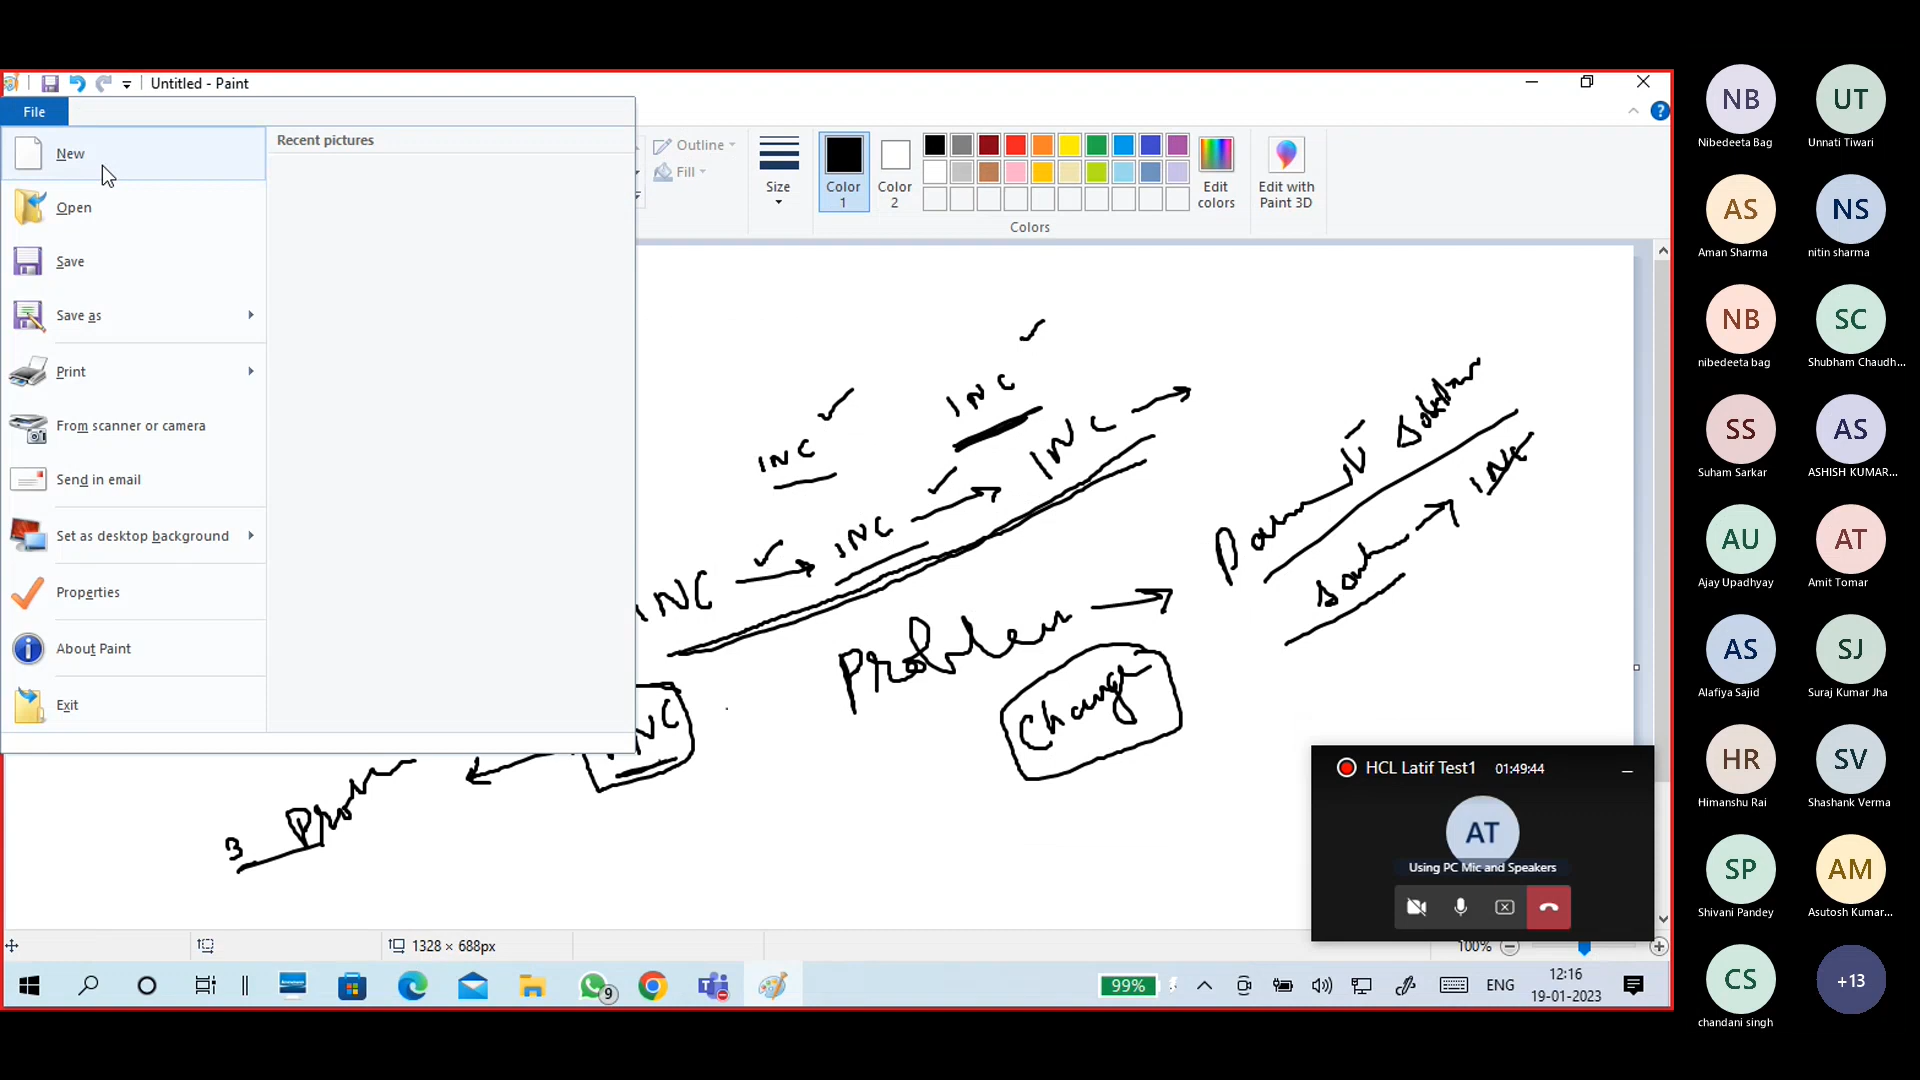 Untitled - Paint
File
New
Open
Save
Save as
Print
From scanner or camera
Send in email
Set as desktop background
Properties
About Paint
Exit
Recent pictures
Outline
Fill
Size
Color 1
Color 2
Edit colors
Edit with Paint 3D
Colors
INC
INC
INC
INC
INC
Problem
Change
INC
INC
3
HCL Latif Test1 01:49:44
AT
Using PC Mic and Speakers
1328 × 688px
100%
9
99%
ENG
12:16
19-01-2023
NB
Nibedeeta Bag
UT
Unnati Tiwari
AS
Aman Sharma
NS
nitin sharma
NB
nibedeeta bag
SC
Shubham Chaudh...
SS
Suham Sarkar
AS
ASHISH KUMAR...
AU
Ajay Upadhyay
AT
Amit Tomar
AS
Alafiya Sajid
SJ
Suraj Kumar Jha
HR
Himanshu Rai
SV
Shashank Verma
SP
Shivani Pandey
AM
Asutosh Kumar...
CS
chandani singh
+13